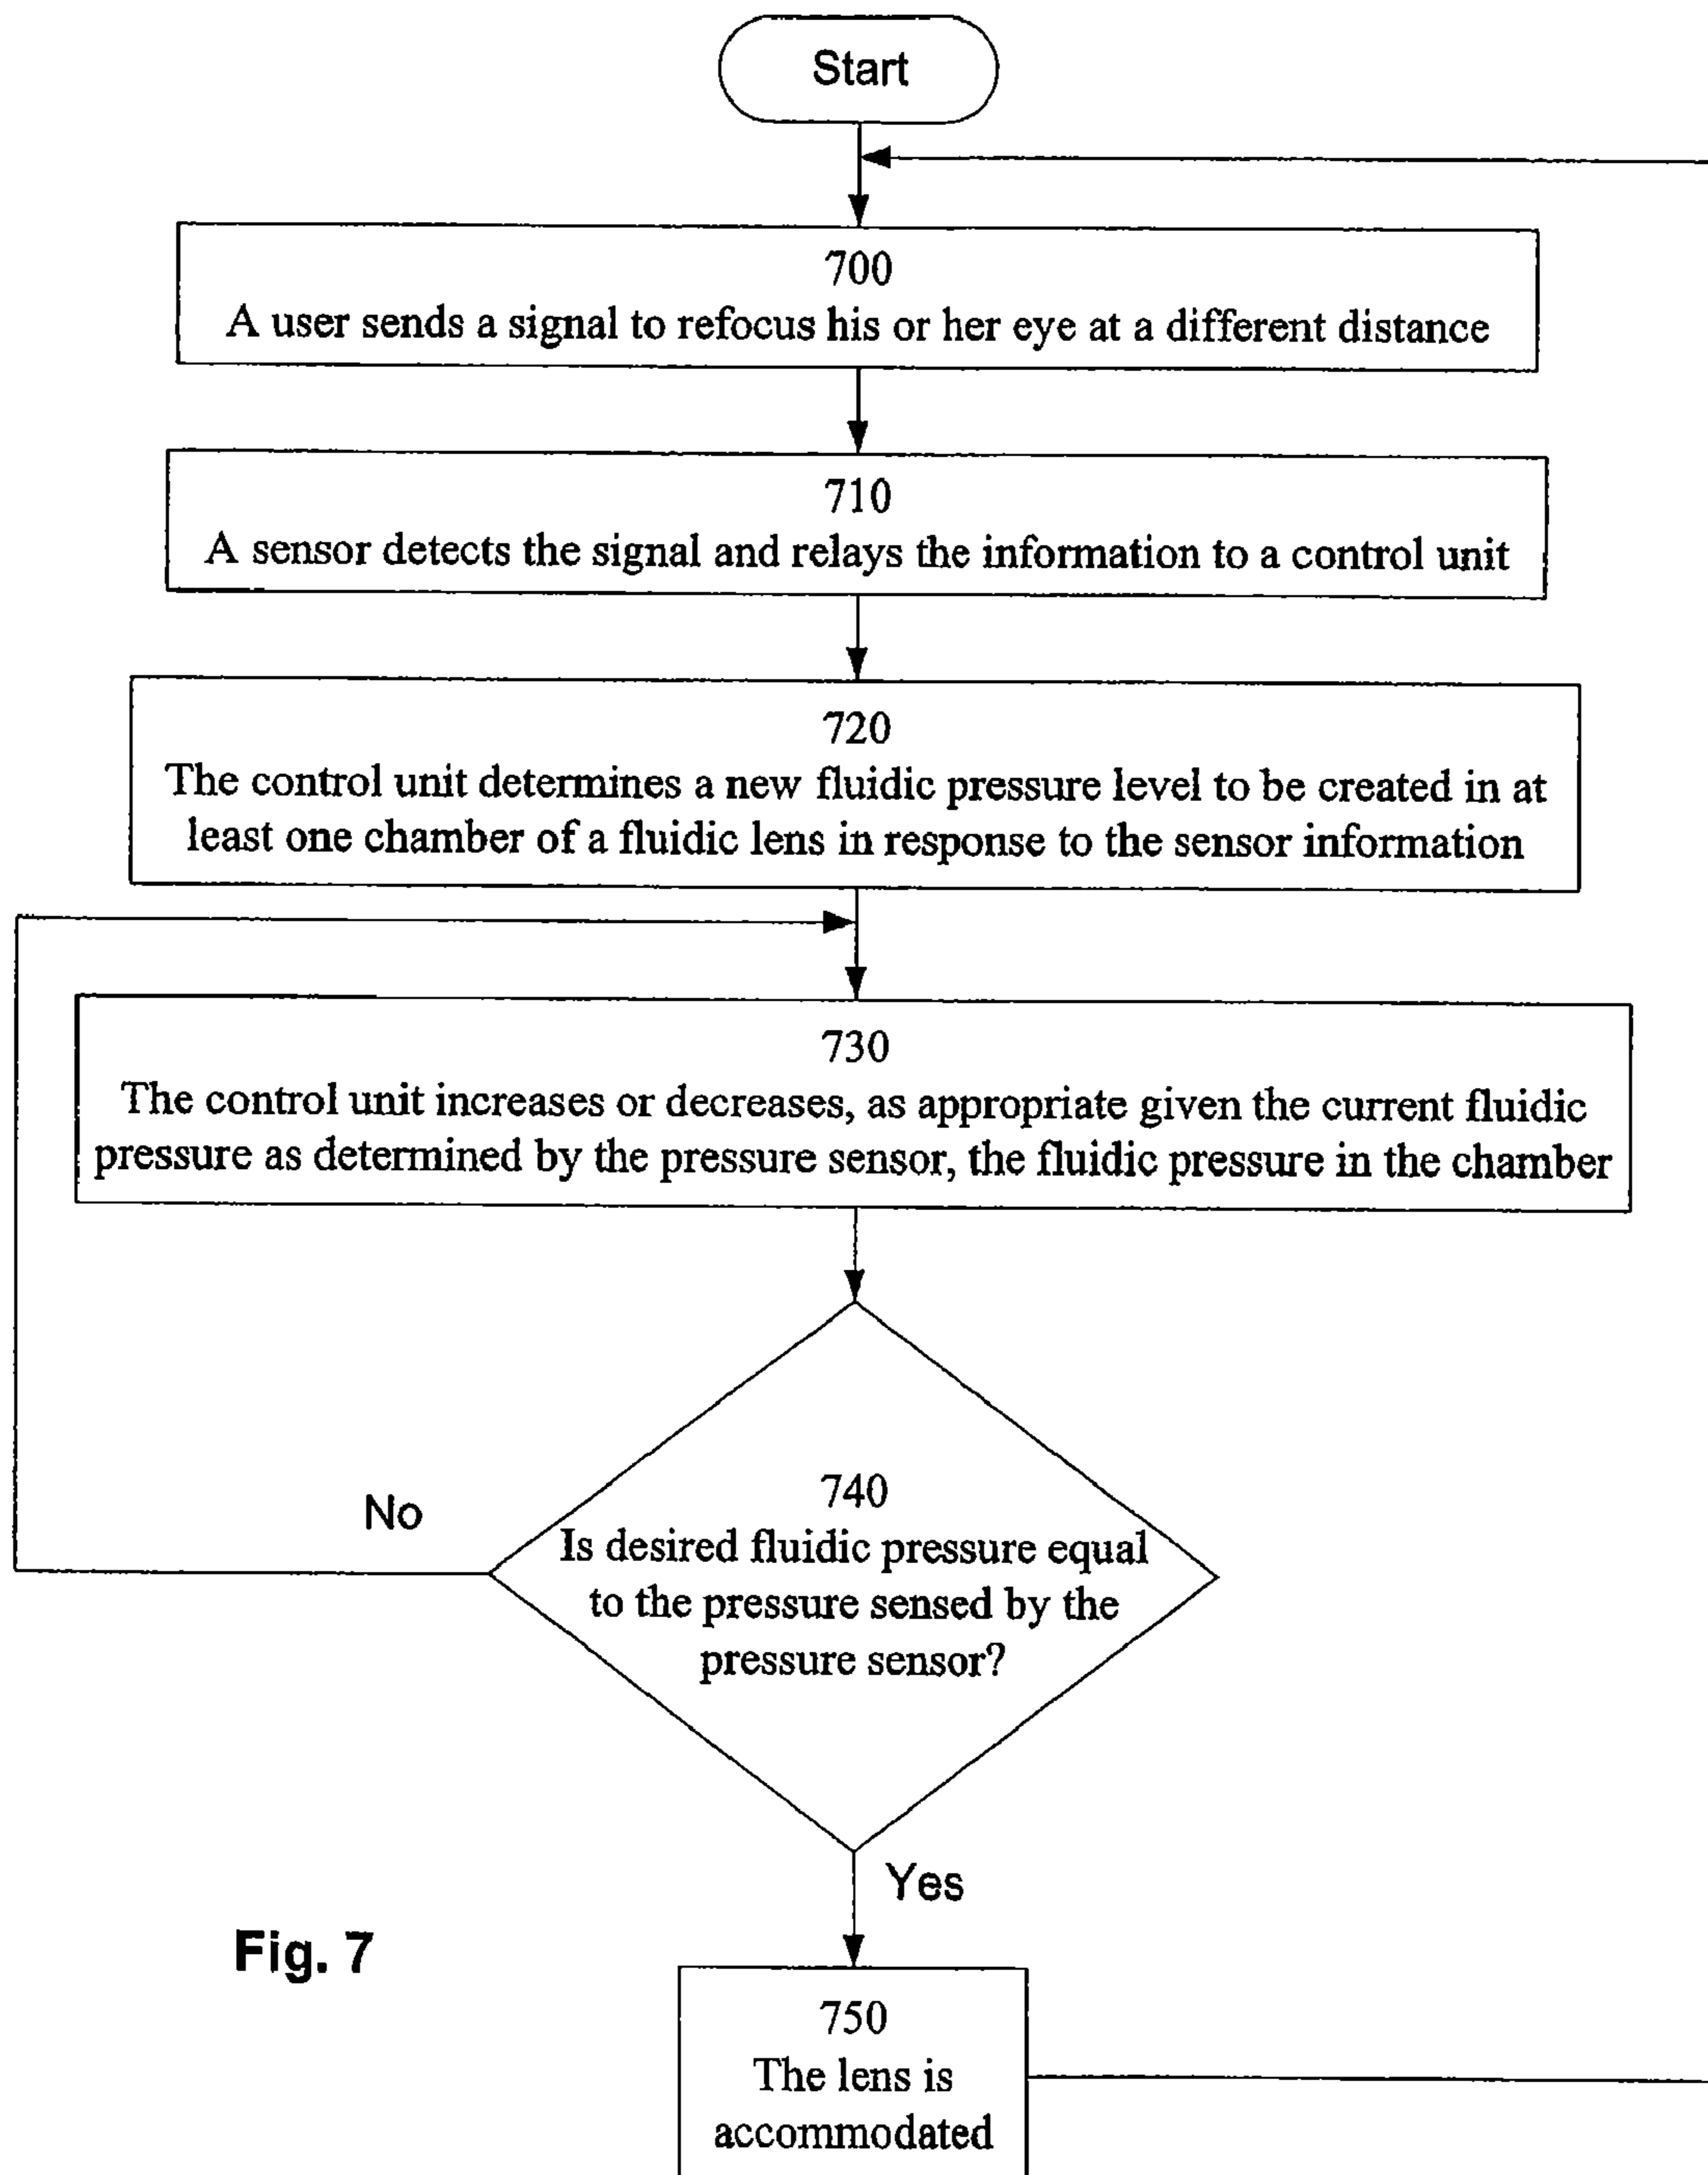 Start
700
A user sends a signal to refocus his or her eye at a different distance
710
A sensor detects the signal and relays the information to a control unit
720
The control unit determines a new fluidic pressure level to be created in at
least one chamber of a fluidic lens in response to the sensor information
730
The control unit increases or decreases, as appropriate given the current fluidic
pressure as determined by the pressure sensor, the fluidic pressure in the chamber
740
Is desired fluidic pressure equal
to the pressure sensed by the
pressure sensor?
No
Yes
Fig. 7
750
The lens is
accommodated